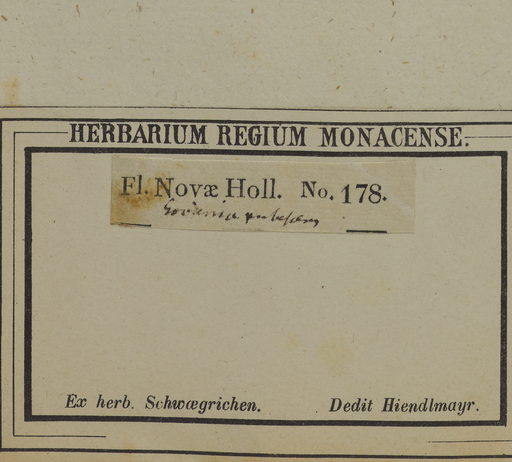 HERBARIUM REGIUM MONACENSE.
Fl. Novæ Holl. No. 178.
Ex herb. Schwægrichen. Dedit Hiendlmayr.